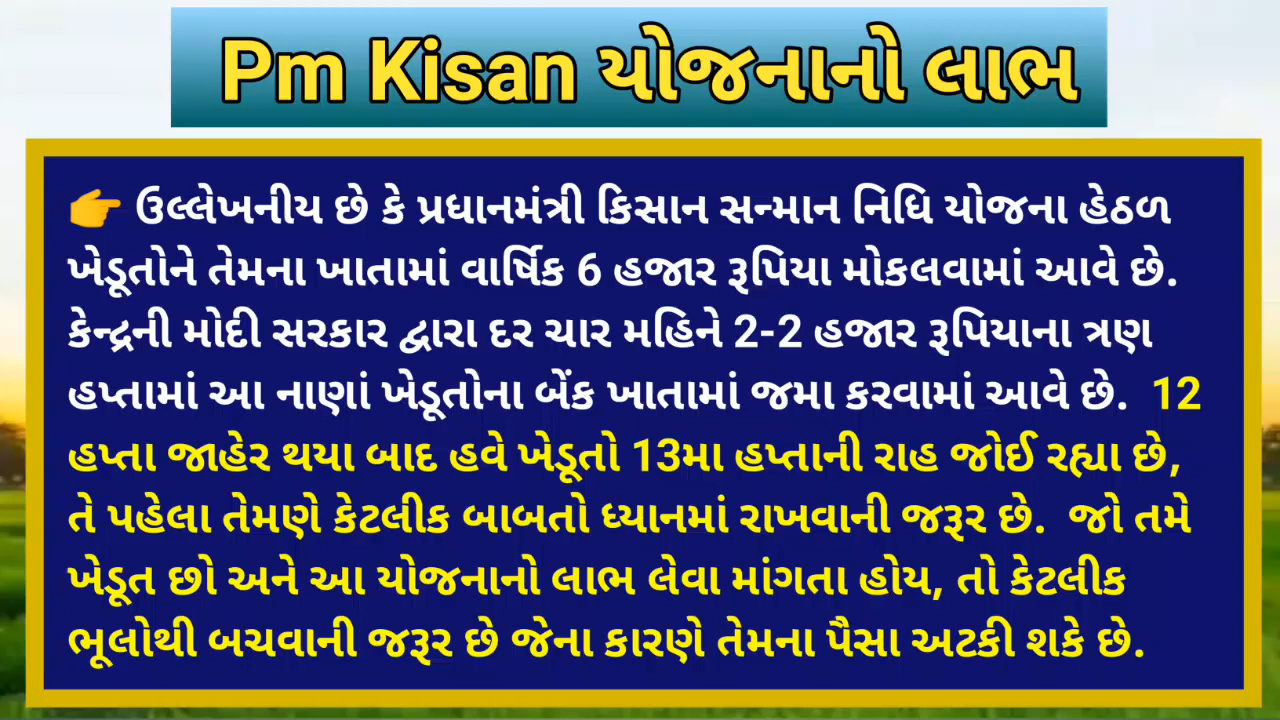 Pm Kisan યોજનાનો લાભ
👉 ઉલ્લેખનીય છે કે પ્રધાનમંત્રી કિસાન સન્માન નિધિ યોજના હેઠળ
ખેડૂતોને તેમના ખાતામાં વાર્ષિક 6 હજાર રૂપિયા મોકલવામાં આવે છે.
કેન્દ્રની મોદી સરકાર દ્વારા દર ચાર મહિને 2-2 હજાર રૂપિયાના ત્રણ
હપ્તામાં આ નાણાં ખેડૂતોના બેંક ખાતામાં જમા કરવામાં આવે છે. 12
હપ્તા જાહેર થયા બાદ હવે ખેડૂતો 13મા હપ્તાની રાહ જોઈ રહ્યા છે,
તે પહેલા તેમણે કેટલીક બાબતો ધ્યાનમાં રાખવાની જરૂર છે. જો તમે
ખેડૂત છો અને આ યોજનાનો લાભ લેવા માંગતા હોય, તો કેટલીક
ભૂલોથી બચવાની જરૂર છે જેના કારણે તેમના પૈસા અટકી શકે છે.